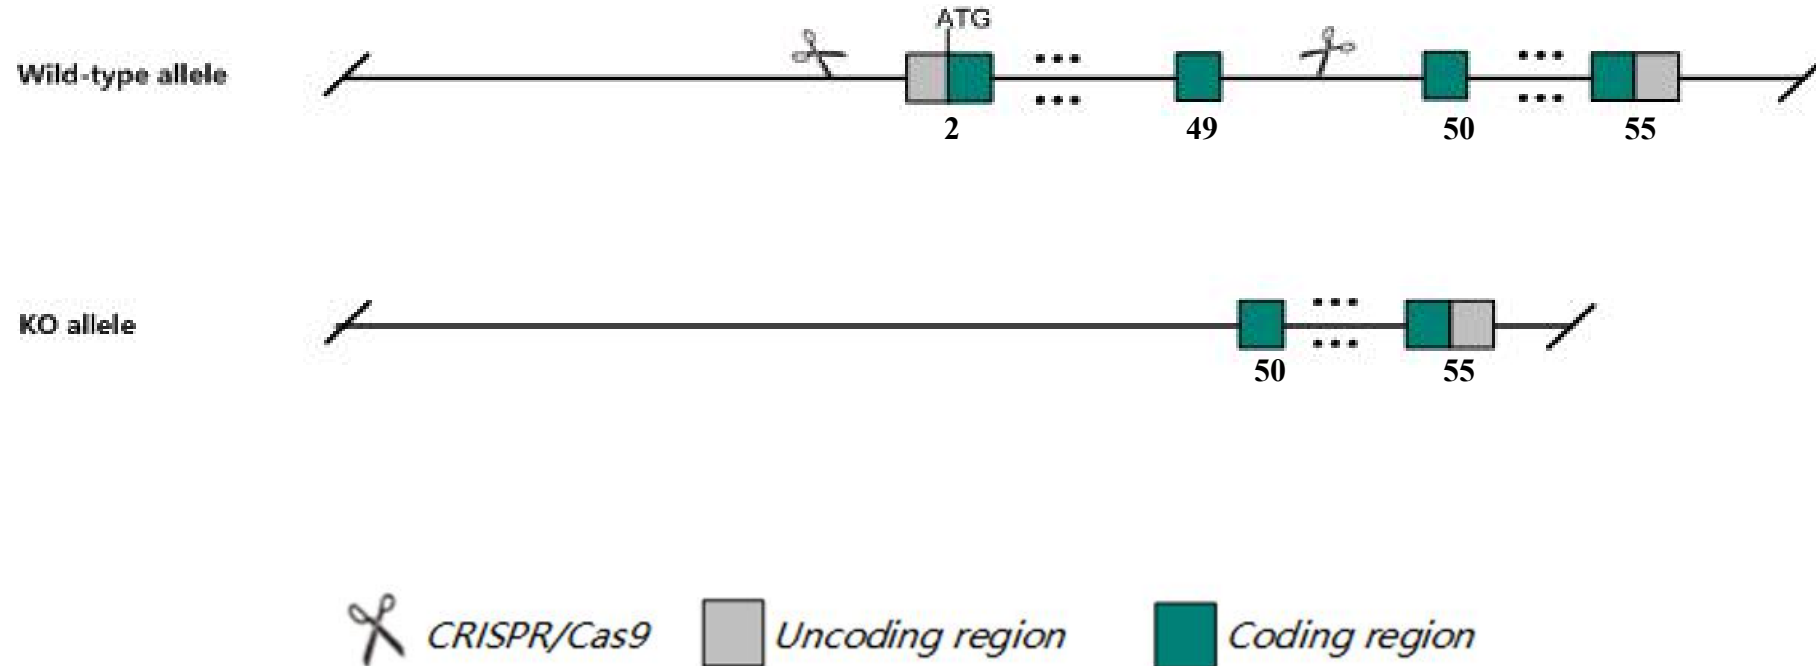 ATG
Wild-type allele
2 49 50 55
KO allele
50 55
CRISPR/Cas9 Uncoding region Coding region